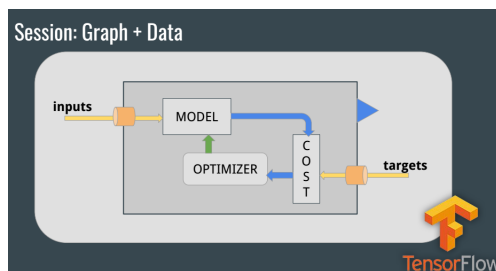 Session: Graph + Data
inputs
MODEL
OPTIMIZER
C
O
S
T
targets
TensorFlow